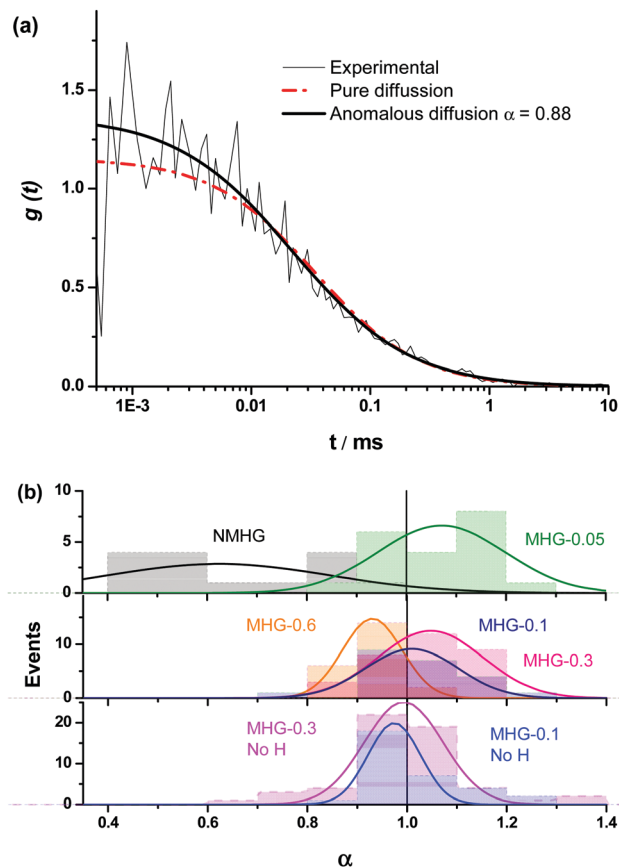 (a)
1.5
1.0
0.5
0.0
g (t)
Experimental
Pure diffussion
Anomalous diffusion α = 0.88
1E-3
0.01
0.1
1
10
t / ms
(b)
10
5
0
NMHG
MHG-0.05
10
0
MHG-0.6
MHG-0.1
MHG-0.3
Events
20
10
0
MHG-0.3
No H
MHG-0.1
No H
0.4
0.6
0.8
1.0
1.2
1.4
α